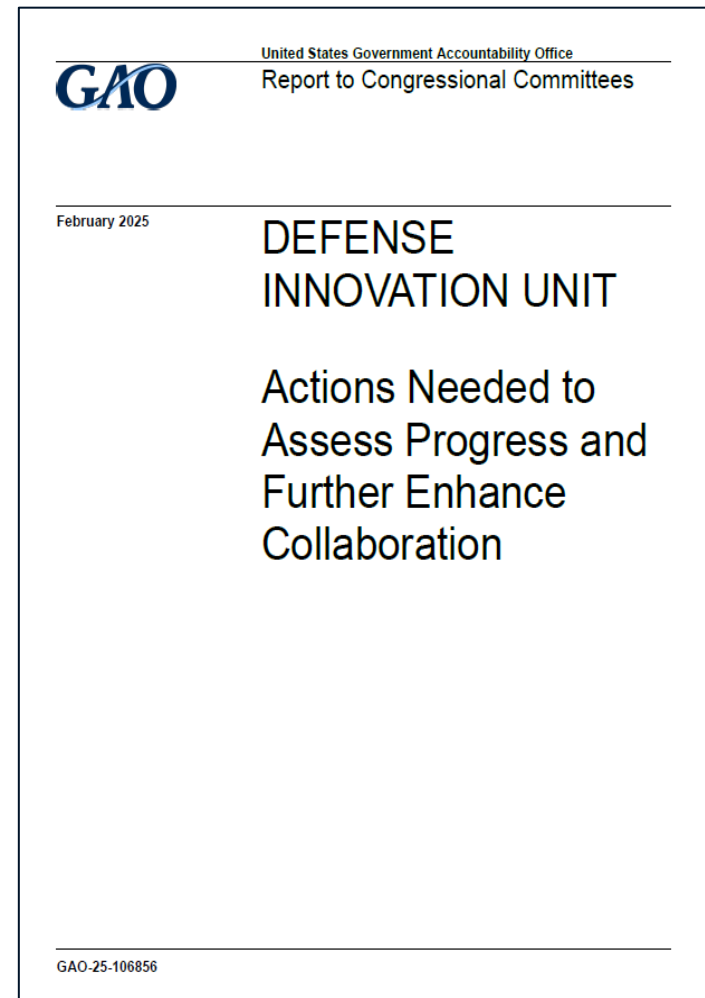 United States Government Accountability Office
GAO
Report to Congressional Committees
February 2025
DEFENSE
INNOVATION UNIT
Actions Needed to
Assess Progress and
Further Enhance
Collaboration
GAO-25-106856